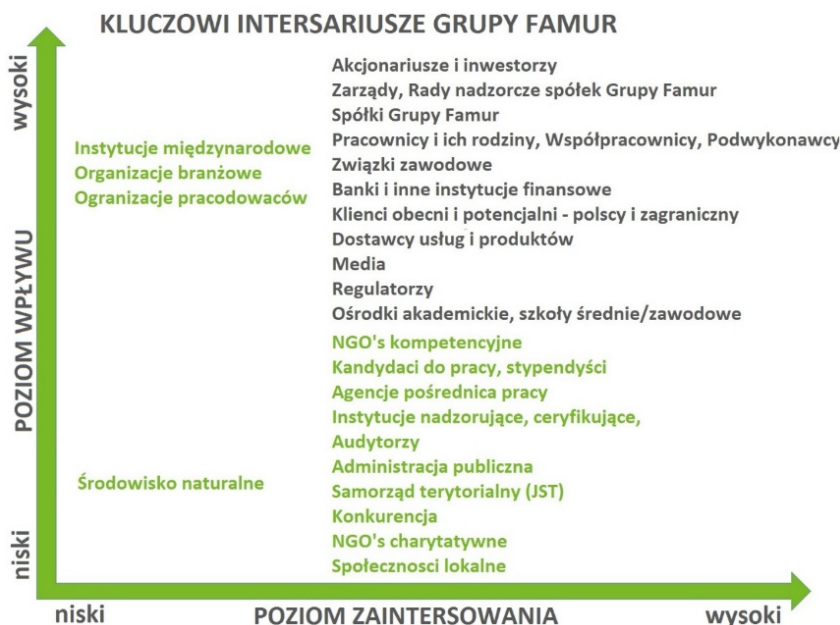 KLUCZOWI INTERSARIUSZE GRUPY FAMUR
wysoki
POZIOM WPŁYWU
niski
Instytucje międzynarodowe
Organizacje branżowe
Ogranizacje pracodowaców
Środowisko naturalne
Akcjonariusze i inwestorzy
Zarządy, Rady nadzorcze spółek Grupy Famur
Spółki Grupy Famur
Pracownicy i ich rodziny, Współpracownicy, Podwykonawcy
Związki zawodowe
Banki i inne instytucje finansowe
Klienci obecni i potencjalni - polscy i zagraniczny
Dostawcy usług i produktów
Media
Regulatorzy
Ośrodki akademickie, szkoły średnie/zawodowe
NGO's kompetencyjne
Kandydaci do pracy, stypendyści
Agencje pośrednica pracy
Instytucje nadzorujące, ceryfikujące,
Audytorzy
Administracja publiczna
Samorząd terytorialny (JST)
Konkurencja
NGO's charytatywne
Społecznosci lokalne
niski
POZIOM ZAINTERSOWANIA
wysoki